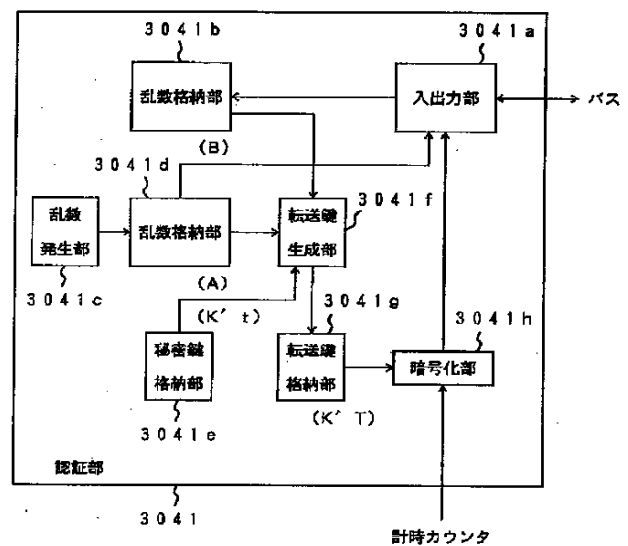 3041b
3041a
乱数格納部
入出力部
バス
(B)
3041d
3041f
乱数
発生部
乱数格納部
転送鍵
生成部
3041c
(A)
(K't)
3041g
3041h
秘密鍵
格納部
転送鍵
格納部
暗号化部
3041e
(K'T)
認証部
3041
計時カウンタ